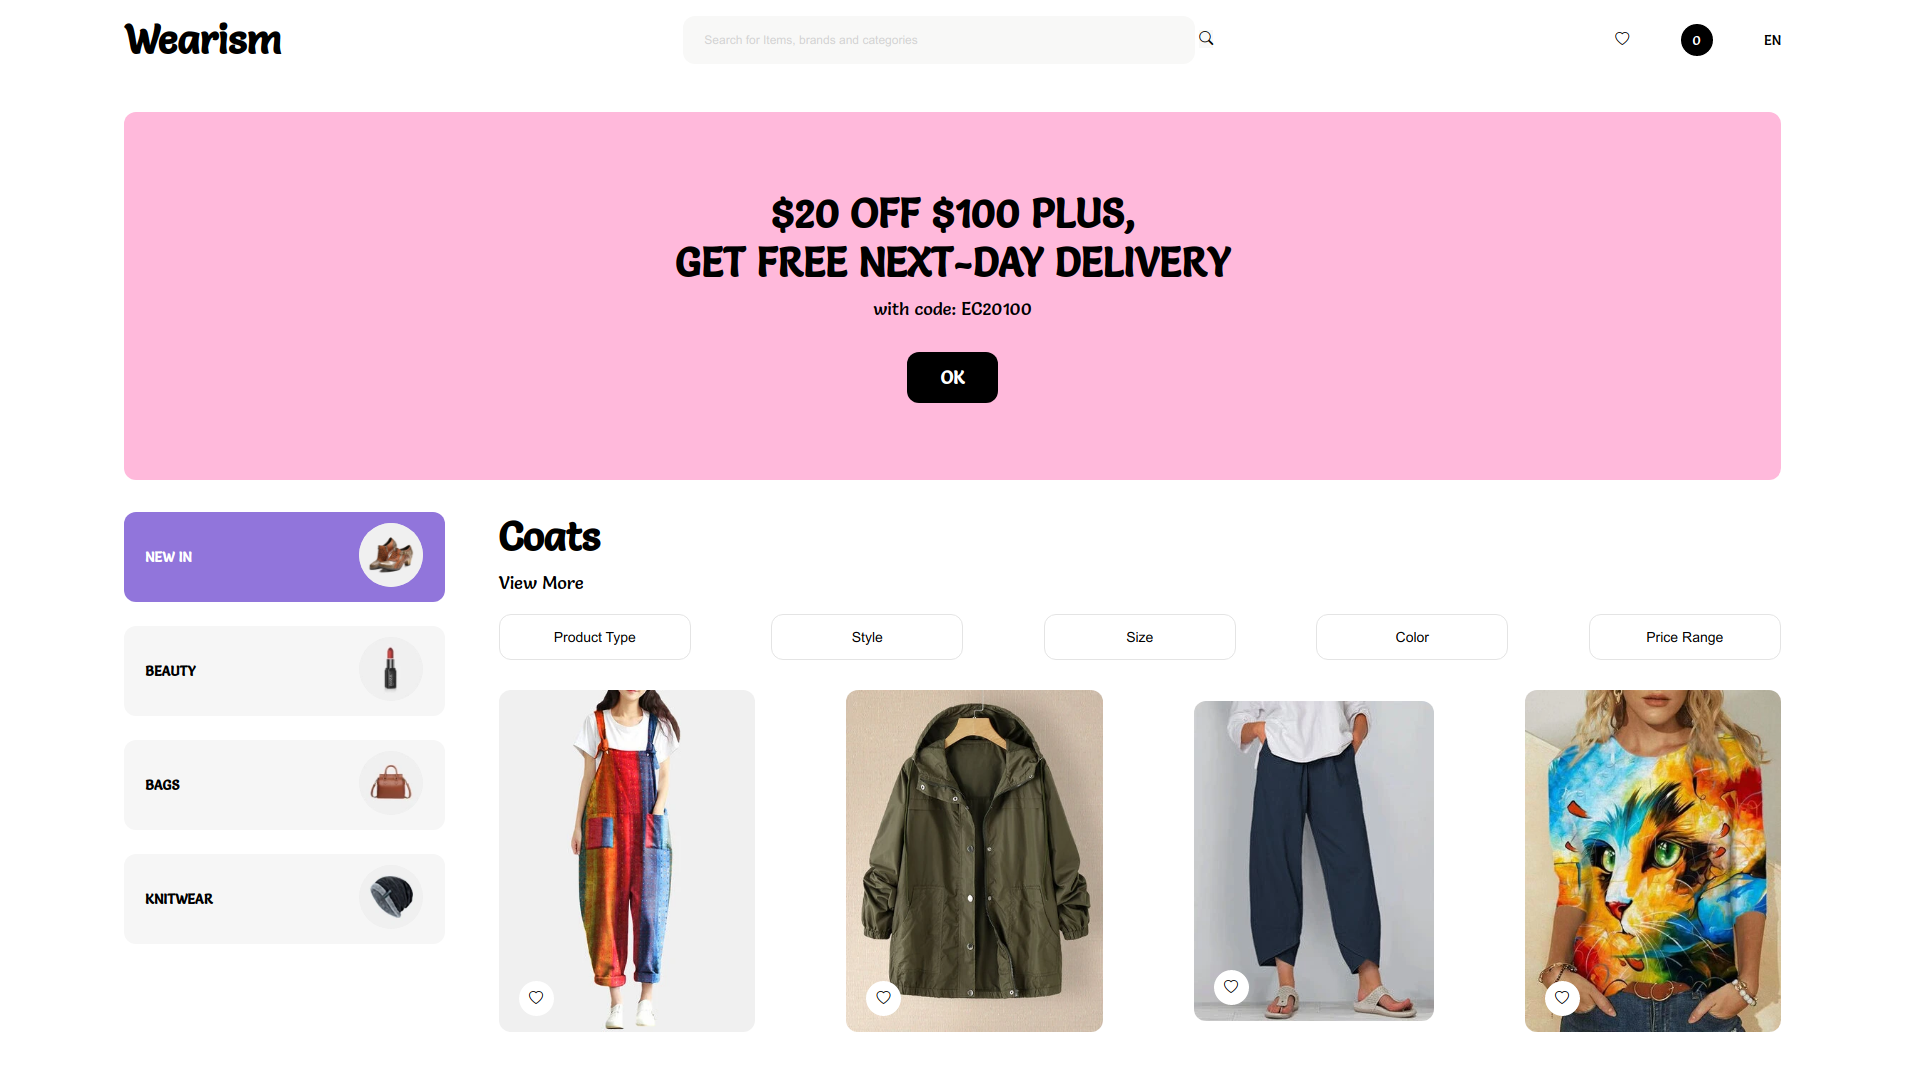 Wearism
Search for Items, brands and categories
0
EN
$20 OFF $100 PLUS,
GET FREE NEXT-DAY DELIVERY
with code: EC20100
OK
NEW IN
BEAUTY
BAGS
KNITWEAR
Coats
View More
Product Type
Style
Size
Color
Price Range